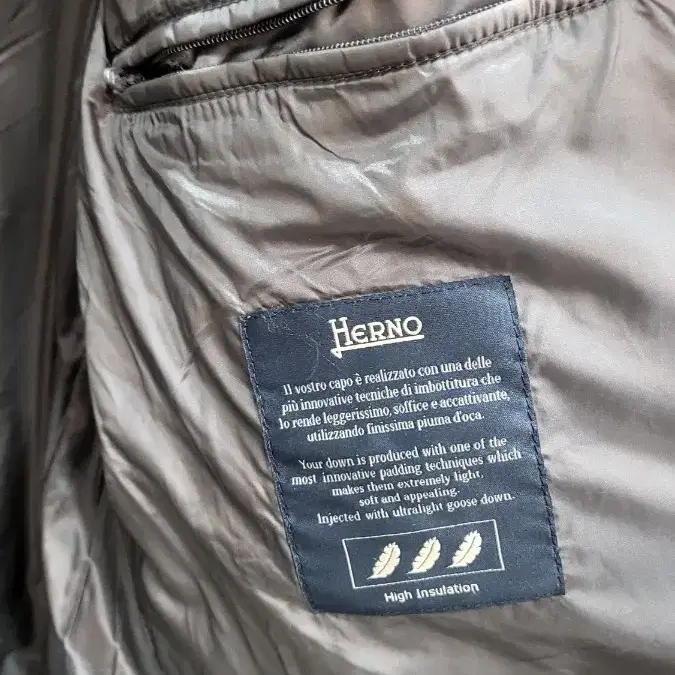 HERNO
Il vostro capo è realizzato con una delle
più innovative tecniche di imbottitura che
lo rende leggerissimo, soffice e accattivante,
utilizzando finissima piuma d'oca.
Your down is produced with one of the
most innovative padding techniques which
makes them extremely light,
soft and appealing.
Injected with ultralight goose down.
High Insulation